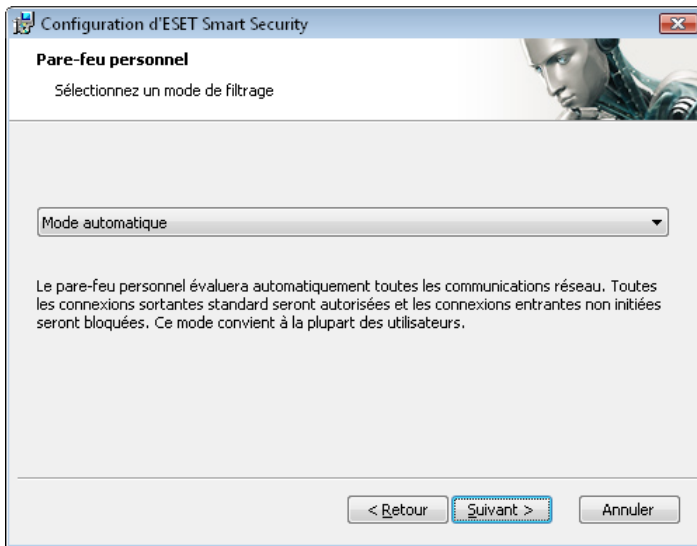 Configuration d'ESET Smart Security
Pare-feu personnel
Sélectionnez un mode de filtrage
Mode automatique
Le pare-feu personnel évaluera automatiquement toutes les communications réseau. Toutes
les connexions sortantes standard seront autorisées et les connexions entrantes non initiées
seront bloquées. Ce mode convient à la plupart des utilisateurs.
< Retour Suivant > Annuler